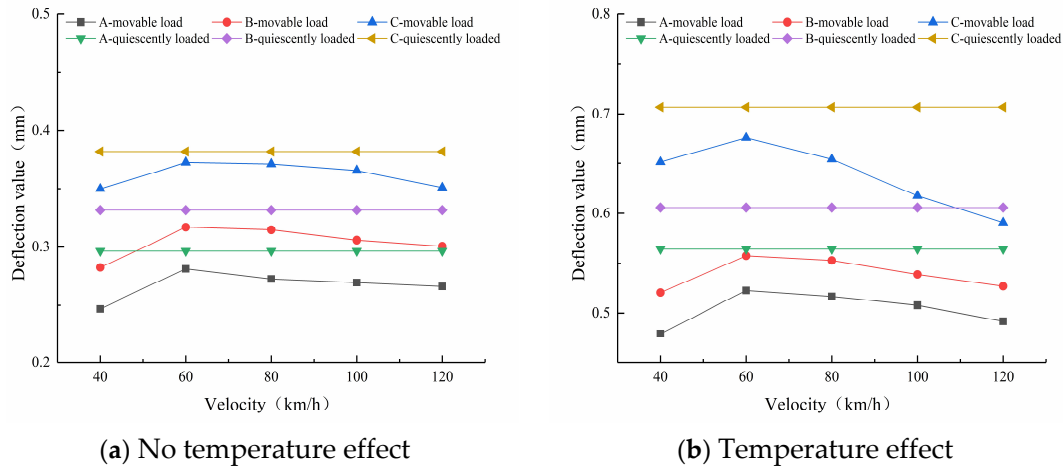 A-movable load B-movable load C-movable load
A-quiescently loaded B-quiescently loaded C-quiescently loaded
0.5
0.4
0.3
0.2
Deflection value（mm）
40 60 80 100 120
Velocity（km/h）
(a) No temperature effect
A-movable load B-movable load C-movable load
A-quiescently loaded B-quiescently loaded C-quiescently loaded
0.8
0.7
0.6
0.5
Deflection value（mm）
40 60 80 100 120
Velocity（km/h）
(b) Temperature effect